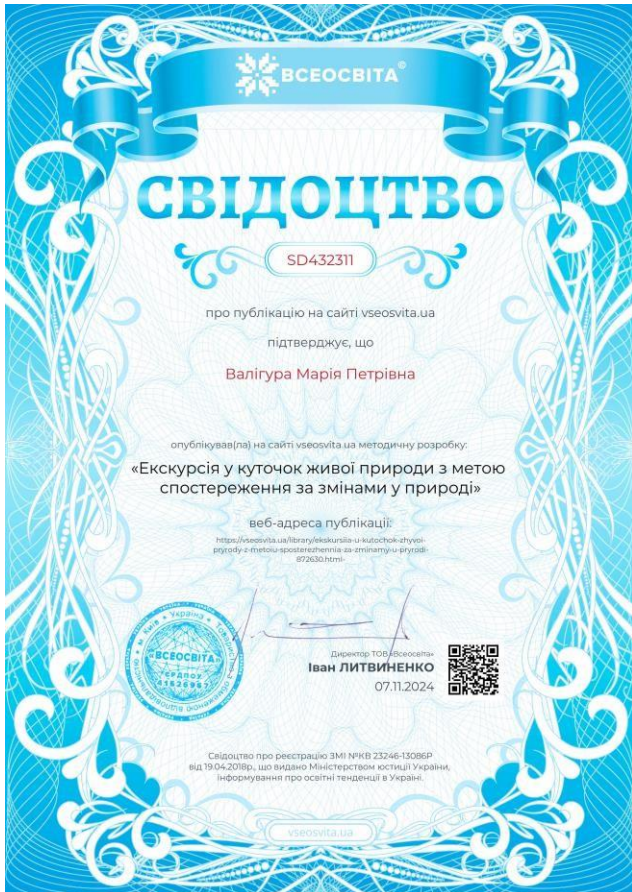 ВСЕОСВІТА©
СВІДОЦТВО
SD432311
про публікацію на сайті vseosvita.ua
підтверджує, що
Валігура Марія Петрівна
опублікував(ла) на сайті vseosvita.ua методичну розробку:
«Екскурсія у куточок живої природи з метою
спостереження за змінами у природі»
веб-адреса публікації:
https://vseosvita.ua/library/ekskursiia-u-kutochok-zhyvoi-
pryrody-z-metoiu-sposterezhennia-za-zminamy-u-pryrodi-
872630.html-
Директор ТОВ «Всеосвіта»
Іван ЛИТВИНЕНКО
07.11.2024
Україна
м. Київ
«ВСЕОСВІТА»
ЄРДПОУ
Свідоцтво про реєстрацію ЗМІ №КВ 23246-13086Р
від 19.04.2018р., що видано Міністерством юстиції України,
інформування про освітні тенденції в Україні.
vseosvita.ua